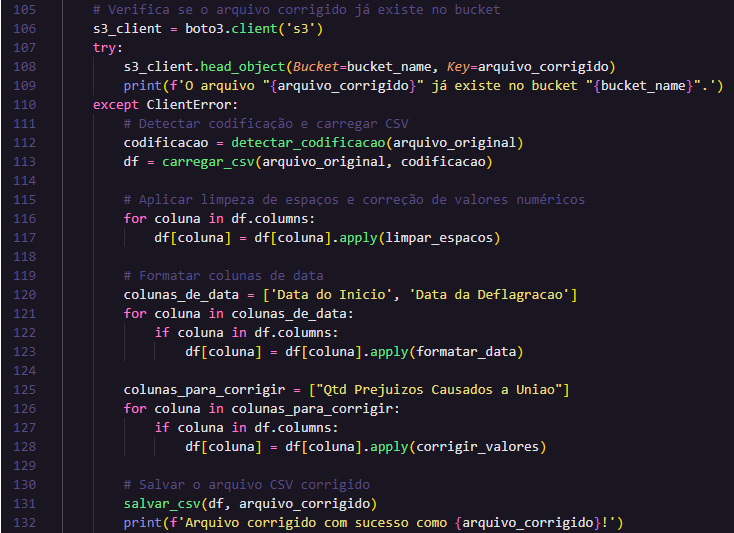 105 # Verifica se o arquivo corrigido já existe no bucket
106 s3_client = boto3.client('s3')
107 try:
108 s3_client.head_object(Bucket=bucket_name, Key=arquivo_corrigido)
109 print(f'O arquivo "{arquivo_corrigido}" já existe no bucket "{bucket_name}".')
110 except ClientError:
111 # Detectar codificação e carregar CSV
112 codificacao = detectar_codificacao(arquivo_original)
113 df = carregar_csv(arquivo_original, codificacao)
114
115 # Aplicar limpeza de espaços e correção de valores numéricos
116 for coluna in df.columns:
117 df[coluna] = df[coluna].apply(limpar_espacos)
118
119 # Formatar colunas de data
120 colunas_de_data = ['Data do Inicio', 'Data da Deflagracao']
121 for coluna in colunas_de_data:
122 if coluna in df.columns:
123 df[coluna] = df[coluna].apply(formatar_data)
124
125 colunas_para_corrigir = ["Qtd Prejuizos Causados a Uniao"]
126 for coluna in colunas_para_corrigir:
127 if coluna in df.columns:
128 df[coluna] = df[coluna].apply(corrigir_valores)
129
130 # Salvar o arquivo CSV corrigido
131 salvar_csv(df, arquivo_corrigido)
132 print(f'Arquivo corrigido com sucesso como {arquivo_corrigido}!')